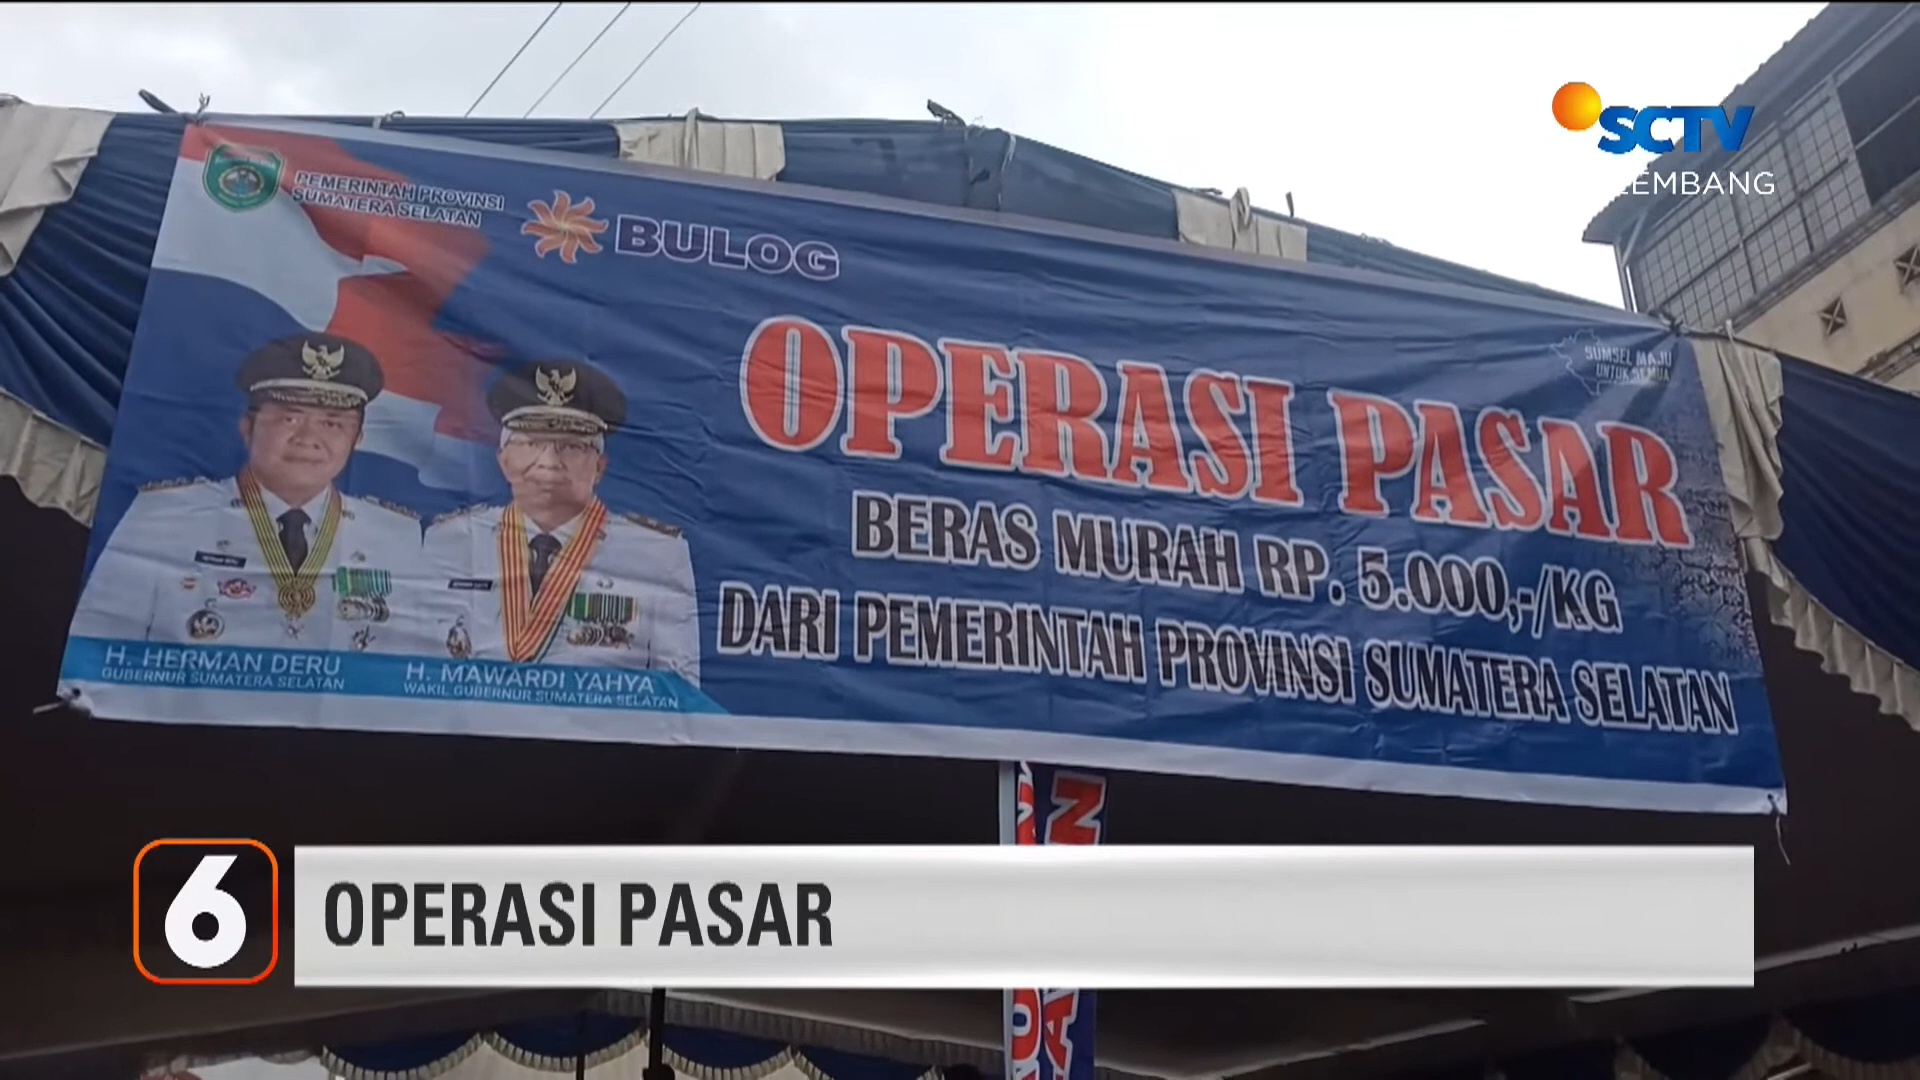 SCTV
LEMBANG
PEMERINTAH PROVINSI
SUMATERA SELATAN
BULOG
SUMSEL MAJU
UNTUK SEMUA
OPERASI PASAR
BERAS MURAH RP. 5.000,-/KG
DARI PEMERINTAH PROVINSI SUMATERA SELATAN
H. HERMAN DERU
GUBERNUR SUMATERA SELATAN
H. MAWARDI YAHYA
WAKIL GUBERNUR SUMATERA SELATAN
6
OPERASI PASAR